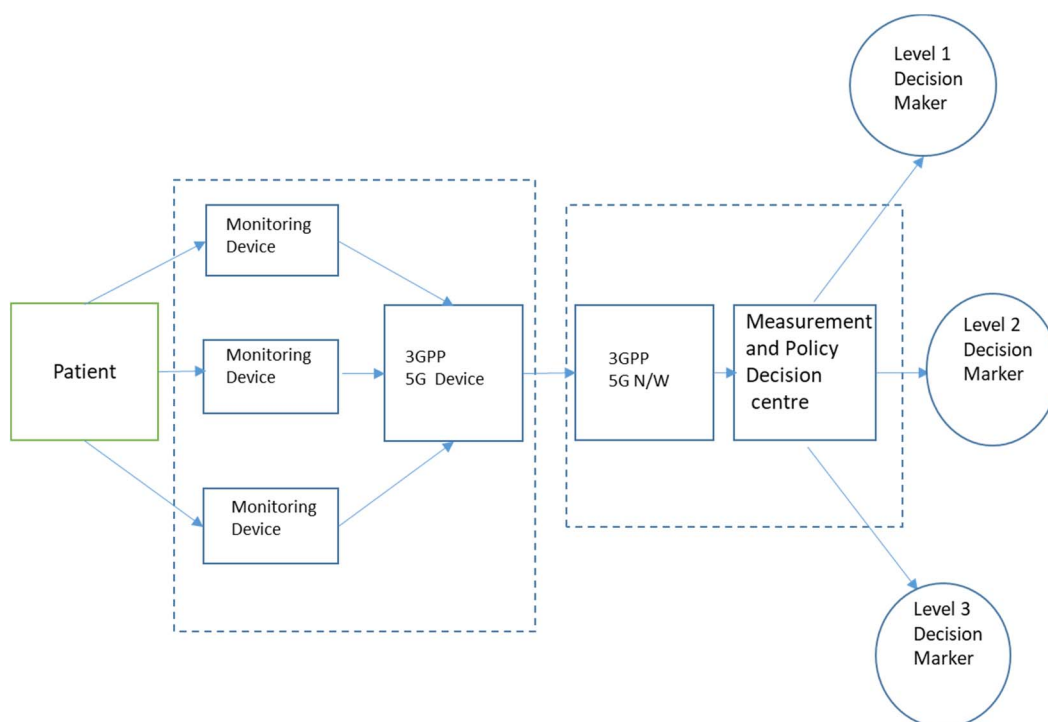 Level 1
Decision
Maker
Monitoring
Device
Patient
Monitoring
Device
3GPP
5G Device
3GPP
5G N/W
Measurement
and Policy
Decision
centre
Level 2
Decision
Marker
Monitoring
Device
Level 3
Decision
Marker